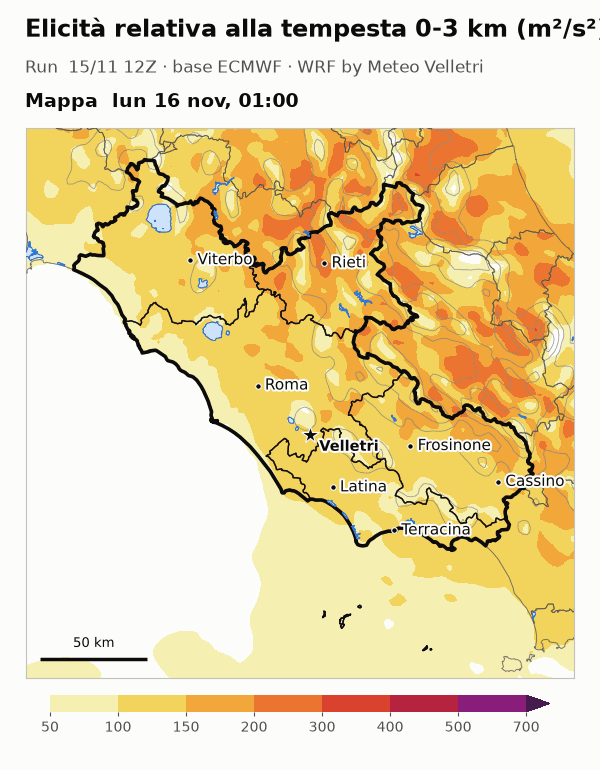 Elicità relativa alla tempesta 0-3 km (m²/s²)
Run  15/11 12Z · base ECMWF · WRF by Meteo Velletri
Mappa  lun 16 nov, 01:00
Viterbo
Rieti
Roma
Velletri
Frosinone
Latina
Cassino
Terracina
50 km
50 100 150 200 300 400 500 700